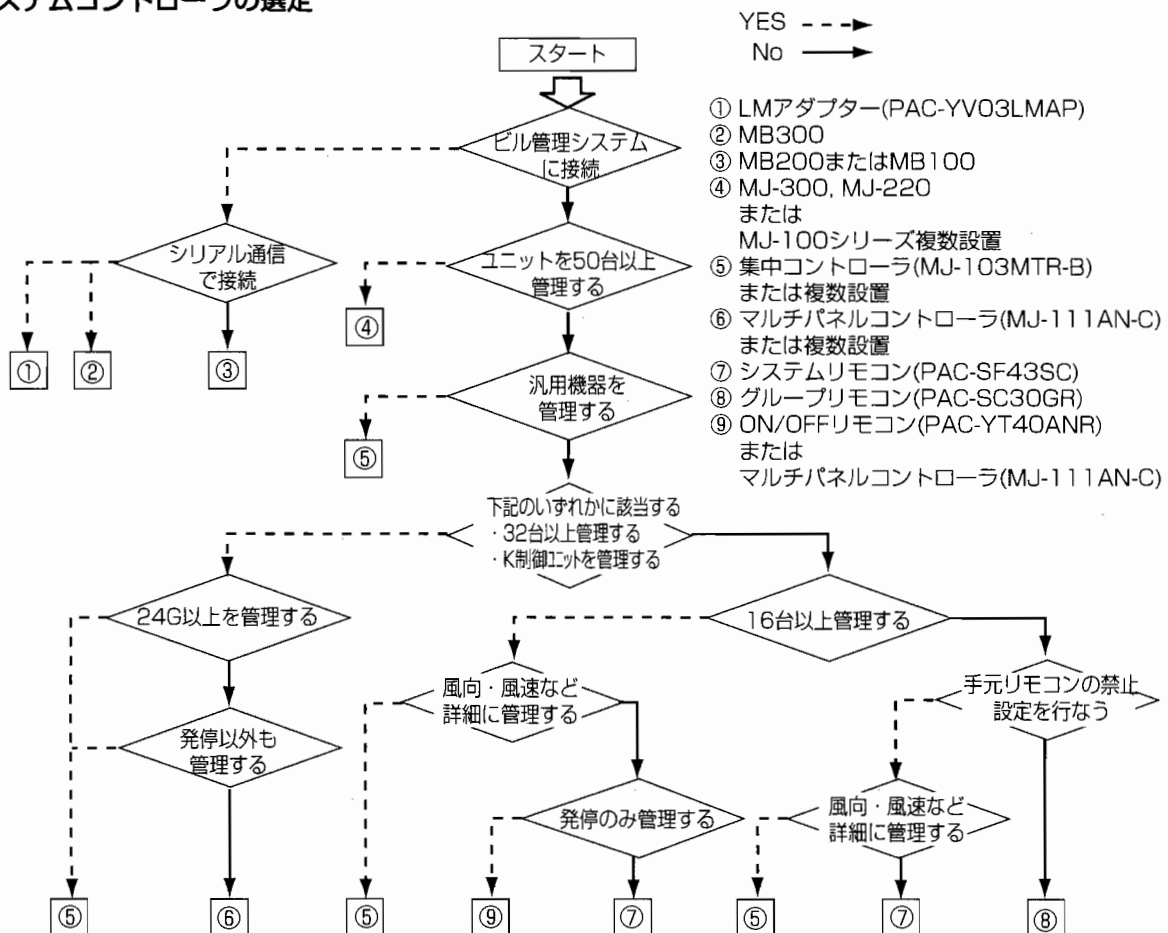 ステムコントローラの選定
YES
No
スタート
ビル管理システム
に接続
① LMアダプター(PAC-YV03LMAP)
② MB300
③ MB200またはMB100
④ MJ-300, MJ-220
または
MJ-100シリーズ複数設置
⑤ 集中コントローラ(MJ-103MTR-B)
または複数設置
⑥ マルチパネルコントローラ(MJ-111AN-C)
または複数設置
⑦ システムリモコン(PAC-SF43SC)
⑧ グループリモコン(PAC-SC30GR)
⑨ ON/OFFリモコン(PAC-YT40ANR)
または
マルチパネルコントローラ(MJ-111AN-C)
シリアル通信
で接続
ユニットを50台以上
管理する
①
②
③
④
汎用機器を
管理する
⑤
下記のいずれかに該当する
・32台以上管理する
・K制御ユニットを管理する
24G以上を管理する
16台以上管理する
発停以外も
管理する
風向・風速など
詳細に管理する
手元リモコンの禁止
設定を行なう
発停のみ管理する
風向・風速など
詳細に管理する
⑤
⑥
⑤
⑨
⑦
⑤
⑦
⑧